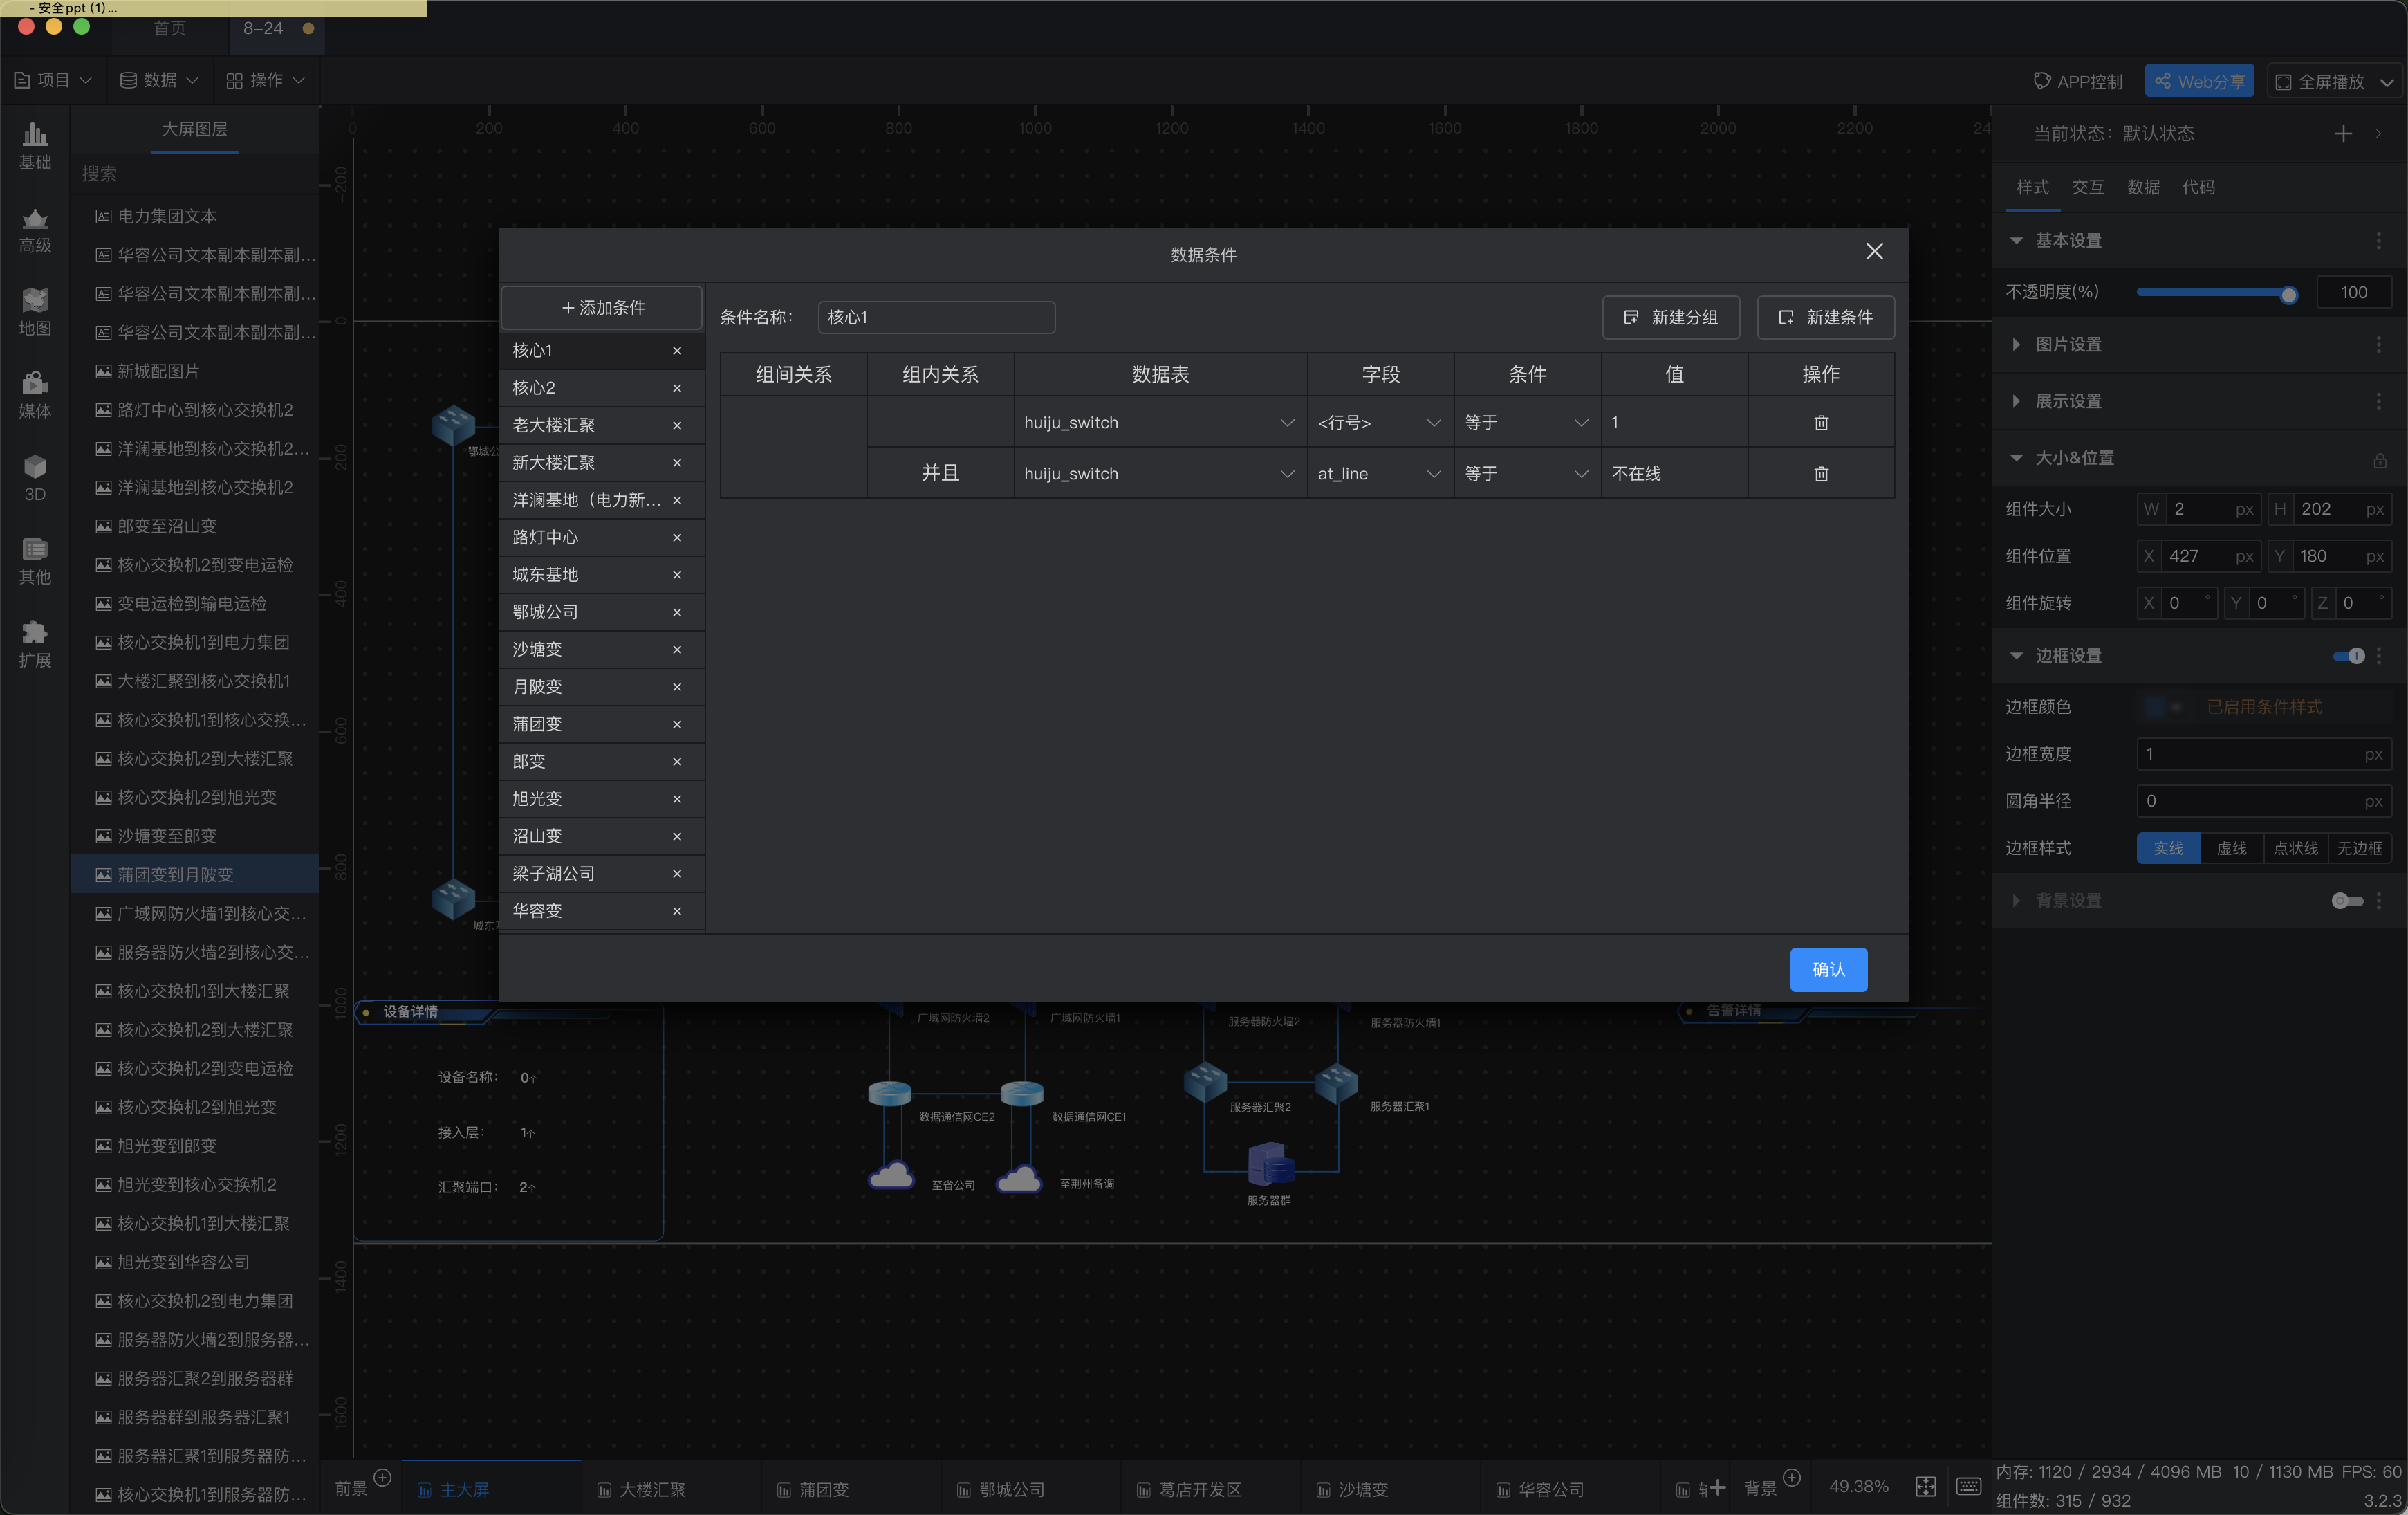 - 安全ppt (1)...
首页
8-24
项目
数据
操作
APP控制
Web分享
全屏播放
基础
高级
地图
媒体
3D
其他
扩展
大屏图层
搜索
电力集团文本
华容公司文本副本副本副...
华容公司文本副本副本副...
华容公司文本副本副本副...
新城配图片
路灯中心到核心交换机2
洋澜基地到核心交换机2...
洋澜基地到核心交换机2
郎变至沼山变
核心交换机2到变电运检
变电运检到输电运检
核心交换机1到电力集团
大楼汇聚到核心交换机1
核心交换机1到核心交换...
核心交换机2到大楼汇聚
核心交换机2到旭光变
沙塘变至郎变
蒲团变到月陂变
广域网防火墙1到核心交...
服务器防火墙2到核心交...
核心交换机1到大楼汇聚
核心交换机2到大楼汇聚
核心交换机2到变电运检
核心交换机2到旭光变
旭光变到郎变
旭光变到核心交换机2
核心交换机1到大楼汇聚
旭光变到华容公司
核心交换机2到电力集团
服务器防火墙2到服务器...
服务器汇聚2到服务器群
服务器群到服务器汇聚1
服务器汇聚1到服务器防...
核心交换机1到服务器防...
0 200 400 600 800 1000 1200 1400 1600 1800 2000 2200 24
-200
0
200
400
600
800
1000
1200
1400
1600
鄂城公
城东
数据条件
添加条件
核心1
核心2
老大楼汇聚
新大楼汇聚
洋澜基地（电力新...
路灯中心
城东基地
鄂城公司
沙塘变
月陂变
蒲团变
郎变
旭光变
沼山变
梁子湖公司
华容变
条件名称： 核心1
新建分组
新建条件
组间关系 组内关系 数据表 字段 条件 值 操作
huiju_switch <行号> 等于 1
并且 huiju_switch at_line 等于 不在线
确认
设备详情
设备名称： 0个
接入层： 1个
汇聚端口： 2个
广域网防火墙2
广域网防火墙1
服务器防火墙2
服务器防火墙1
数据通信网CE2
数据通信网CE1
服务器汇聚2
服务器汇聚1
至省公司
至荆州备调
服务器群
告警详情
当前状态：默认状态
样式 交互 数据 代码
基本设置
不透明度(%) 100
图片设置
展示设置
大小&位置
组件大小 W 2 px H 202 px
组件位置 X 427 px Y 180 px
组件旋转 X 0 ° Y 0 ° Z 0 °
边框设置
边框颜色 已启用条件样式
边框宽度 1 px
圆角半径 0 px
边框样式 实线 虚线 点状线 无边框
背景设置
前景
主大屏
大楼汇聚
蒲团变
鄂城公司
葛店开发区
沙塘变
华容公司
背景
49.38%
内存: 1120 / 2934 / 4096 MB 10 / 1130 MB FPS: 60
组件数: 315 / 932
3.2.3